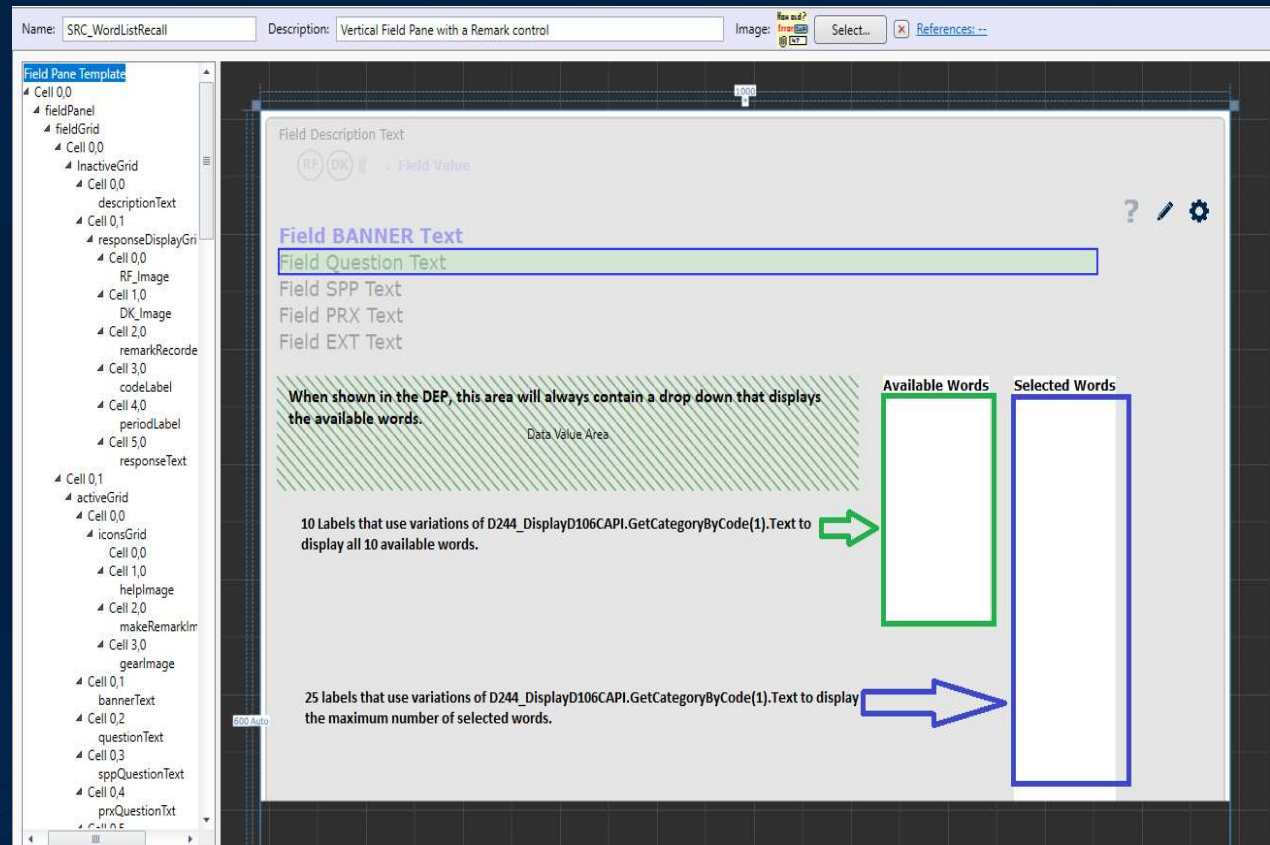 Name: SRC_WordListRecall Description: Vertical Field Pane with a Remark control Image: How old? Error Select... References: --
Field Pane Template
Cell 0,0
fieldPanel
fieldGrid
Cell 0,0
InactiveGrid
Cell 0,0
descriptionText
Cell 0,1
responseDisplayGri
Cell 0,0
RF_Image
Cell 1,0
DK_Image
Cell 2,0
remarkRecorde
Cell 3,0
codeLabel
Cell 4,0
periodLabel
Cell 5,0
responseText
Cell 0,1
activeGrid
Cell 0,0
iconsGrid
Cell 0,0
Cell 1,0
helpImage
Cell 2,0
makeRemarkIm
Cell 3,0
gearImage
Cell 0,1
bannerText
Cell 0,2
questionText
Cell 0,3
sppQuestionText
Cell 0,4
prxQuestionTxt
Cell 0,5
1000
Field Description Text
RF DK . Field Value
?
Field BANNER Text
Field Question Text
Field SPP Text
Field PRX Text
Field EXT Text
When shown in the DEP, this area will always contain a drop down that displays
the available words.
Data Value Area
Available Words Selected Words
10 Labels that use variations of D244_DisplayD106CAPI.GetCategoryByCode(1).Text to
display all 10 available words.
25 labels that use variations of D244_DisplayD106CAPI.GetCategoryByCode(1).Text to display
the maximum number of selected words.
600 Auto